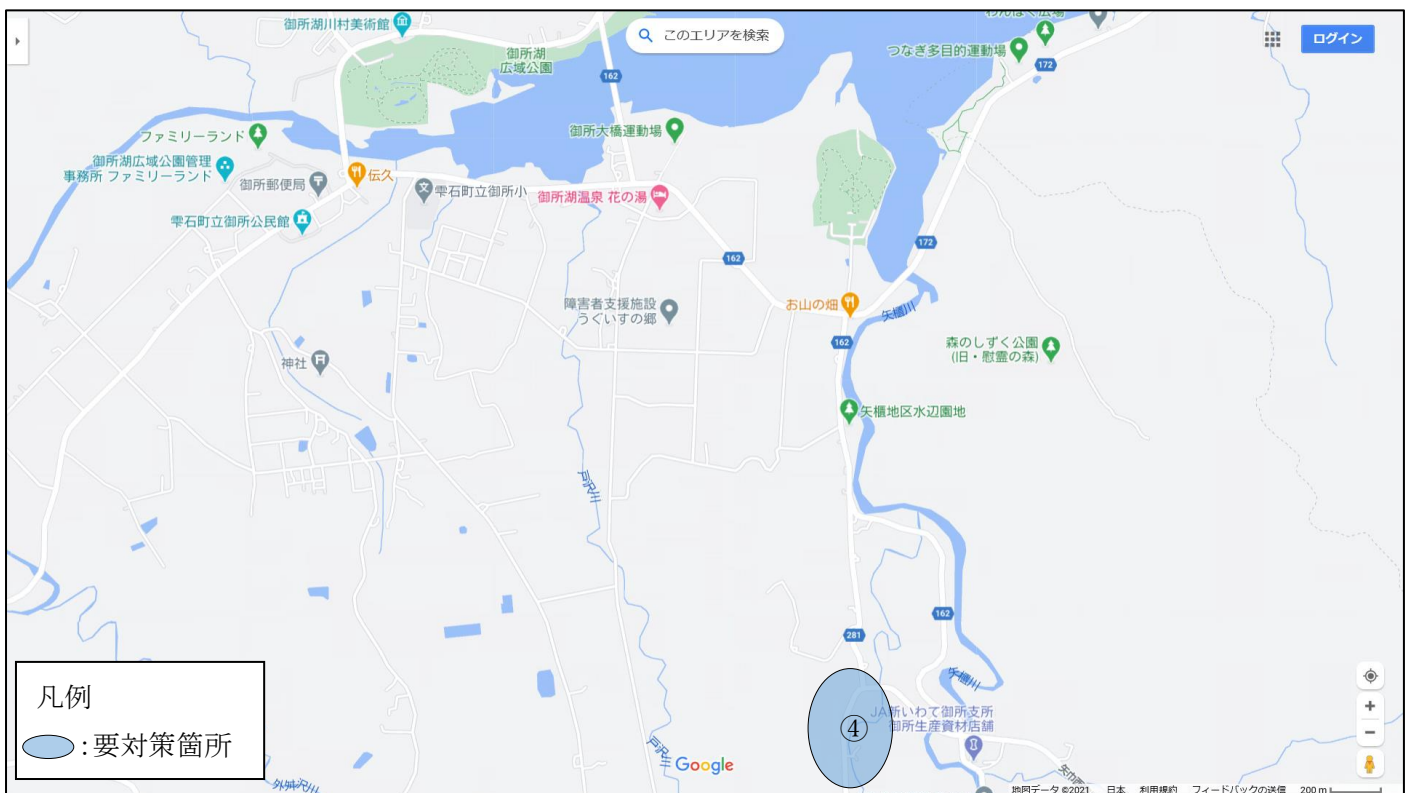 御所湖川村美術館
わんぱく広場
このエリアを検索
ログイン
御所湖
広域公園
つなぎ多目的運動場
162
172
ファミリーランド
御所大橋運動場
御所湖広域公園管理
事務所 ファミリーランド
御所郵便局
伝久
雫石町立御所小
御所湖温泉 花の湯
雫石町立御所公民館
172
162
障害者支援施設
うぐいすの郷
お山の畑
矢櫃川
162
森のしずく公園
(旧・慰霊の森)
神社
矢櫃地区水辺園地
戸沢川
162
281
凡例
:要対策箇所
矢櫃川
④
JA新いわて御所支所
御所生産資材店舗
戸沢川
Google
地図データ ©2021
日本
利用規約
フィードバックの送信
200 m